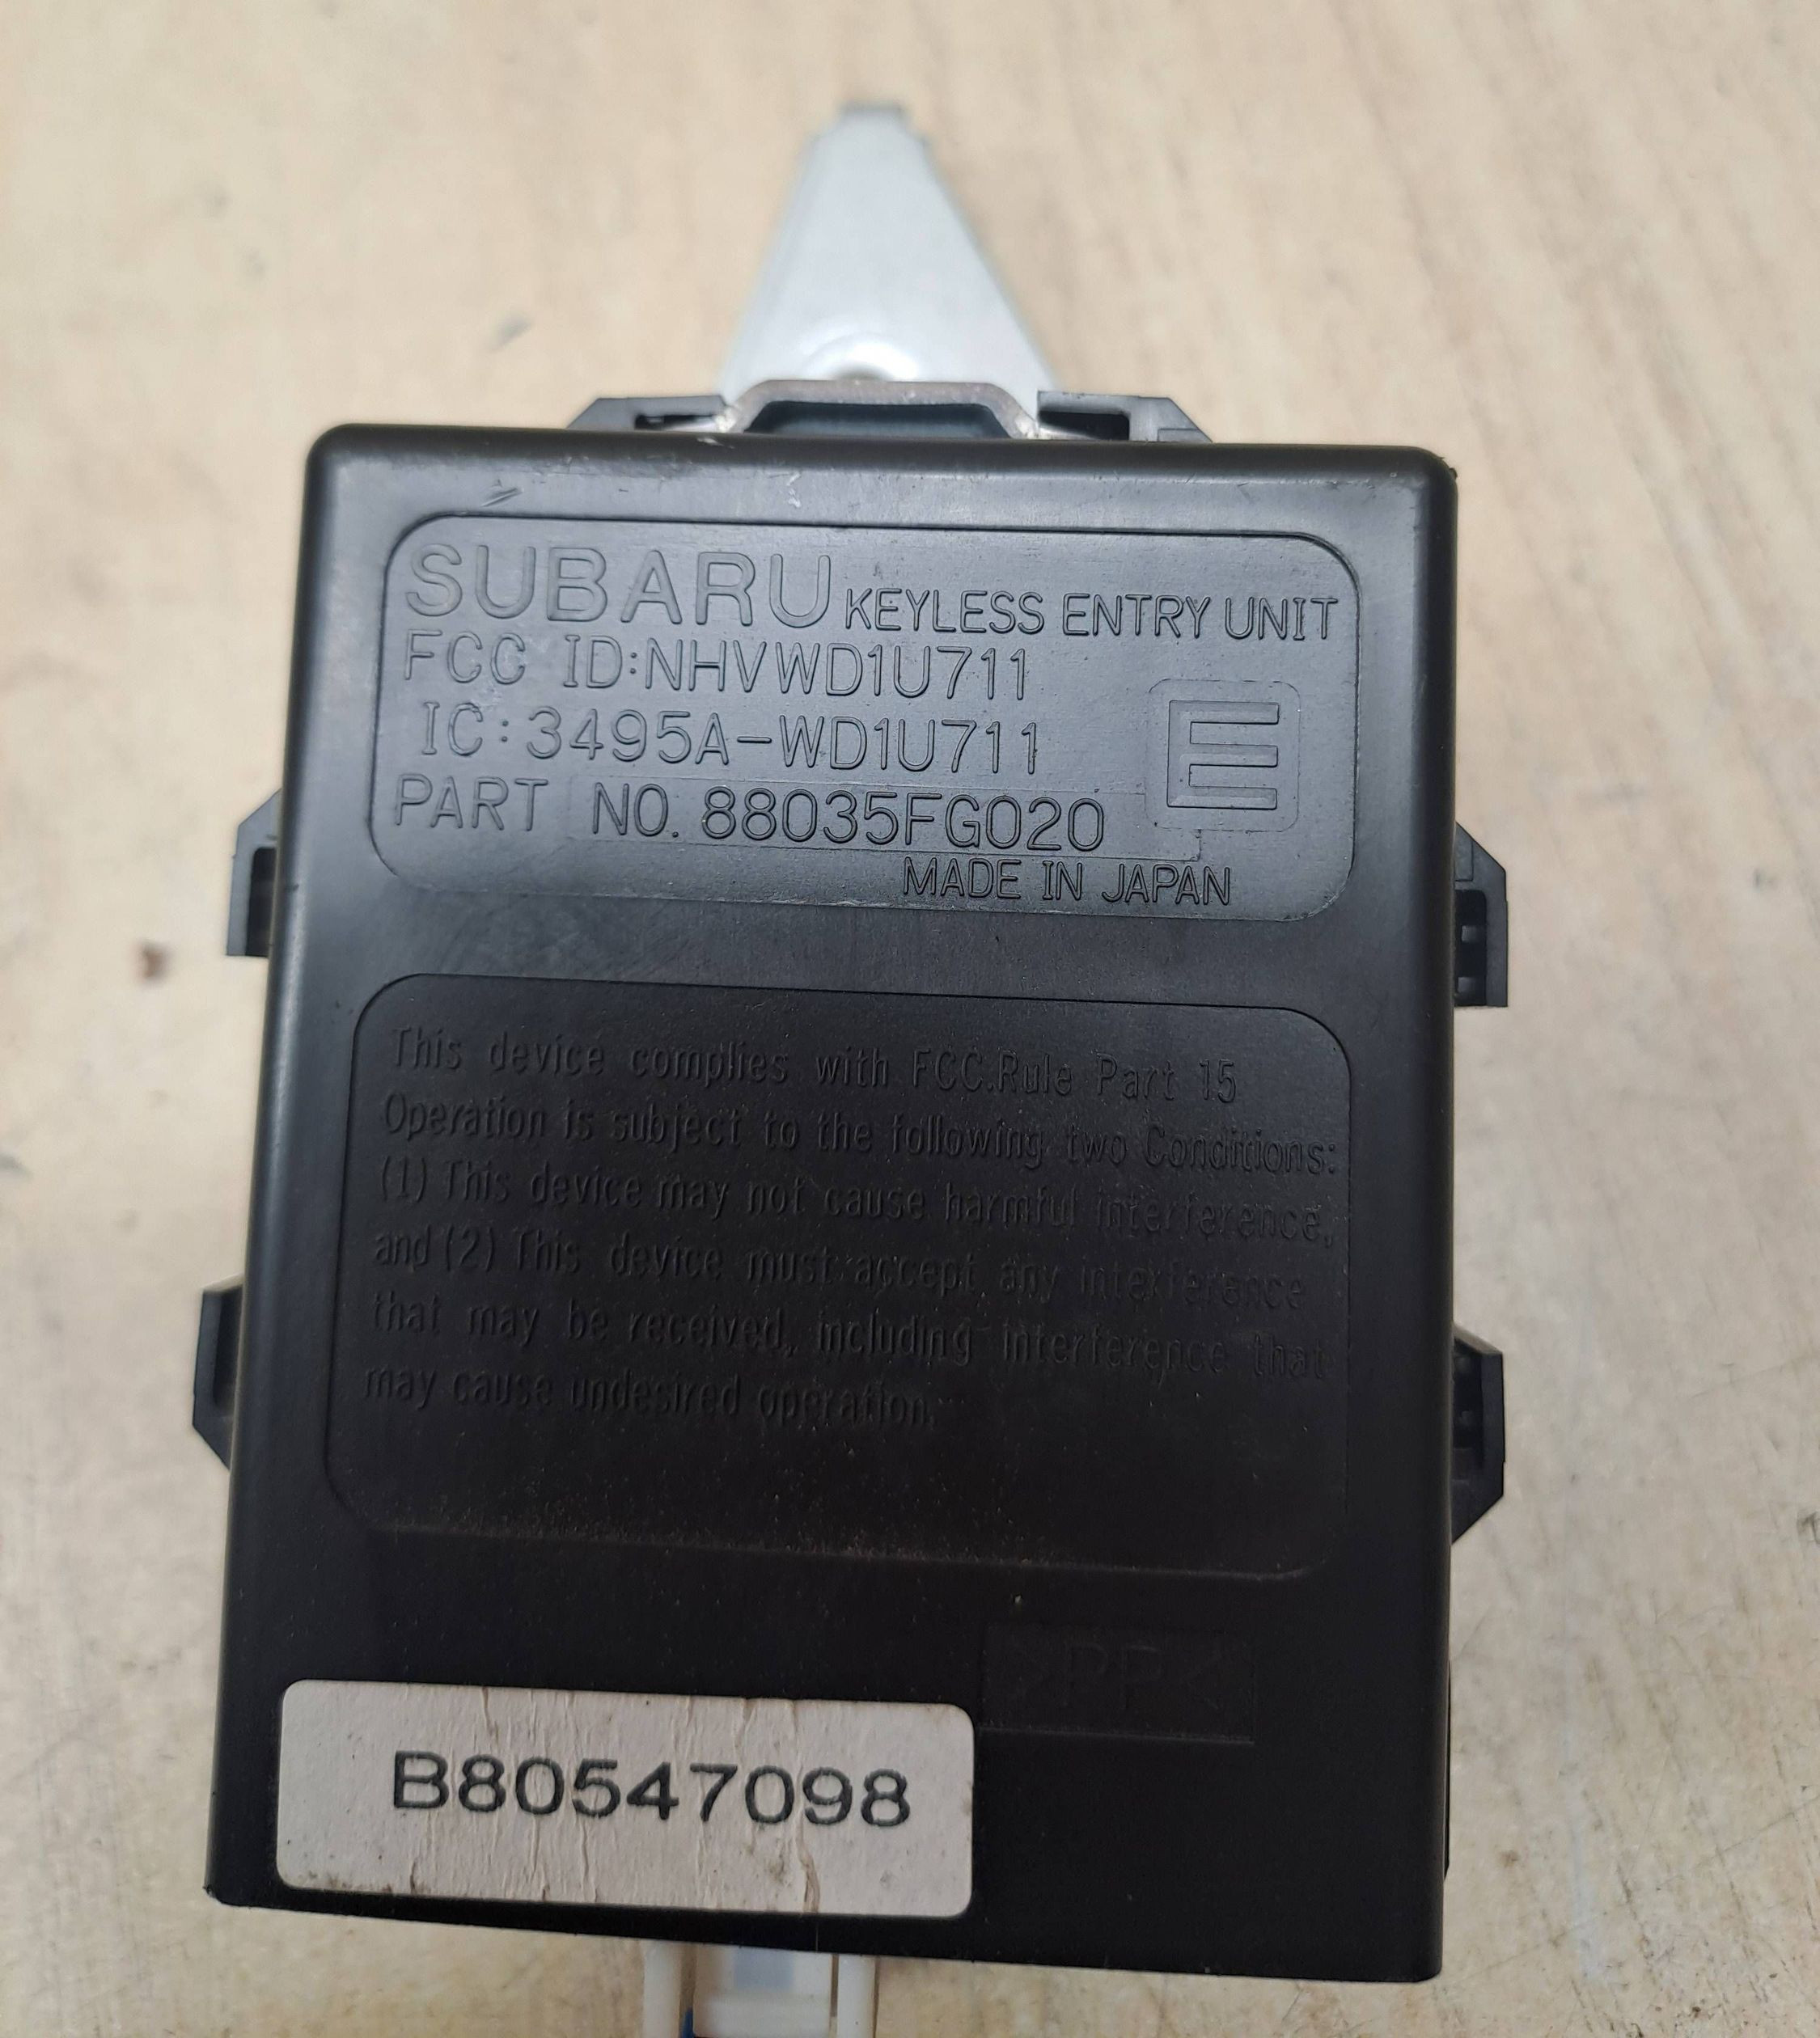 SUBARU KEYLESS ENTRY UNIT
FCC ID:NHVWD1U711
IC:3495A-WD1U711
E
PART NO. 88035FG020
MADE IN JAPAN
This device complies with FCC.Rule Part 15
Operation is subject to the following two Conditions:
(1) This device may not cause harmful interference,
and (2) This device must accept any interference
that may be received, including interference that
may cause undesired operation.
>PP<
B80547098